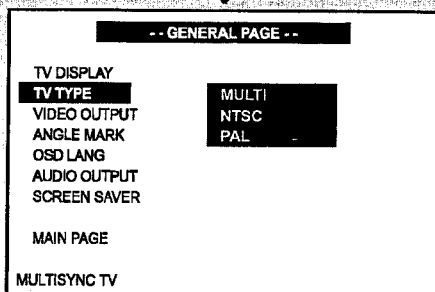 - - GENERAL PAGE - -
TV DISPLAY
TV TYPE MULTI
VIDEO OUTPUT NTSC
ANGLE MARK PAL -
OSD LANG
AUDIO OUTPUT
SCREEN SAVER
MAIN PAGE
MULTISYNC TV